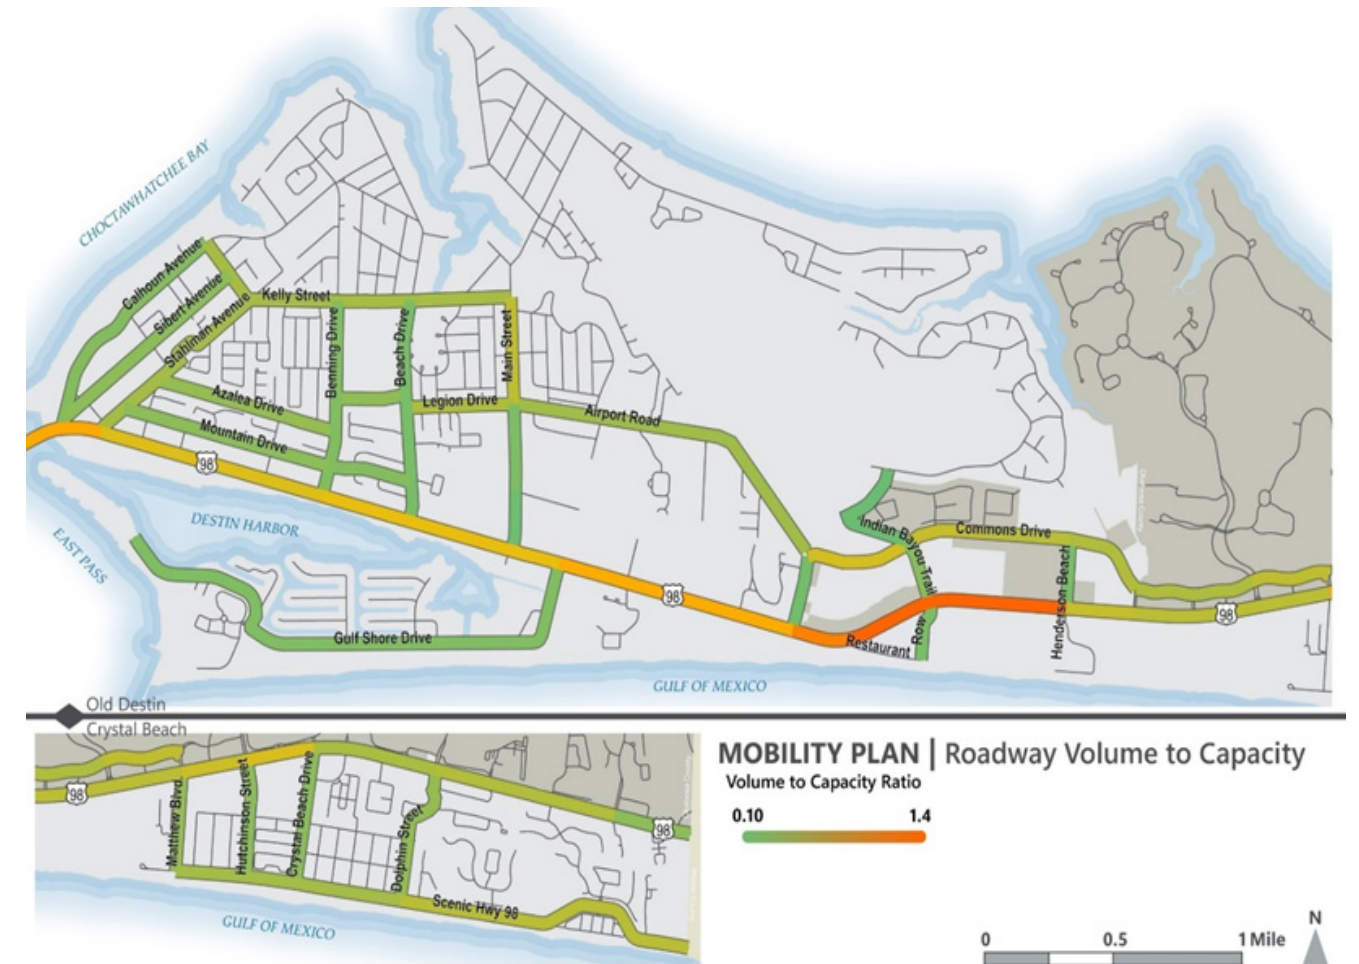 CHOCTAWHATCHEE BAY
Calhoun Avenue
Sibert Avenue
Stahlman Avenue
Kelly Street
Benning Drive
Beach Drive
Main Street
Azalea Drive
Legion Drive
Airport Road
Mountain Drive
98
DESTIN HARBOR
EAST PASS
Indian Bayou Trail
Commons Drive
Henderson Beach
98
98
Gulf Shore Drive
Restaurant Row
GULF OF MEXICO
Old Destin
Crystal Beach
98
Matthew Blvd.
Hutchinson Street
Crystal Beach Drive
Dolphin Street
98
Scenic Hwy 98
GULF OF MEXICO
MOBILITY PLAN | Roadway Volume to Capacity
Volume to Capacity Ratio
0.10 1.4
N
0 0.5 1 Mile